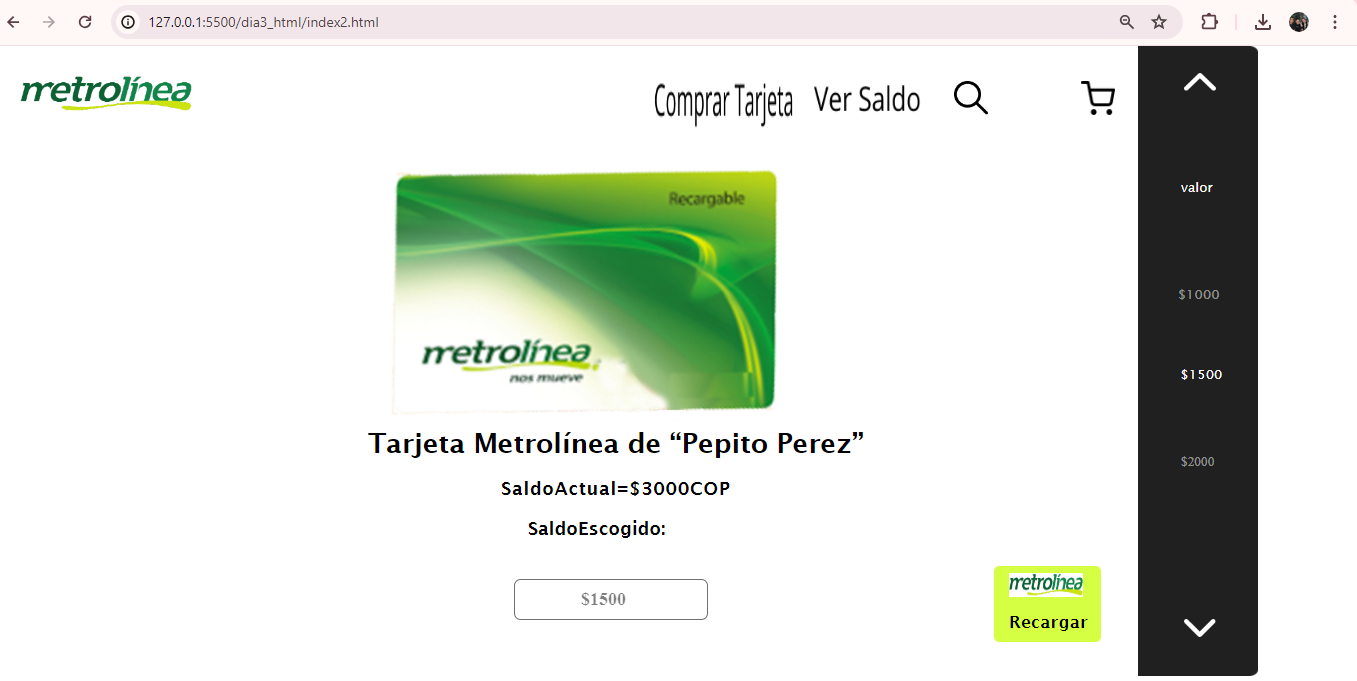 127.0.0.1:5500/dia3_html/index2.html
metrolínea
Comprar Tarjeta Ver Saldo
Recargable
metrolínea
nos mueve
Tarjeta Metrolínea de “Pepito Perez”
SaldoActual=$3000COP
SaldoEscogido:
$1500
metrolínea
Recargar
valor
$1000
$1500
$2000